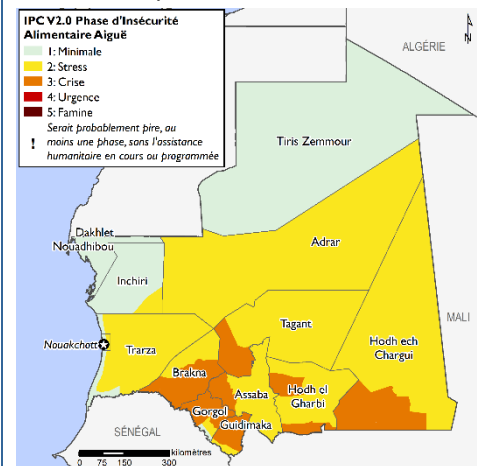 IPC V2.0 Phase d'Insécurité
Alimentaire Aiguë
1: Minimale
2: Stress
3: Crise
4: Urgence
5: Famine
Serait probablement pire, au
! moins une phase, sans l'assistance
humanitaire en cours ou programmée
N
ALGÉRIE
Tiris Zemmour
Dakhlet
Nouadhibou
Adrar
Inchiri
Tagant
MALI
Nouakchott
Trarza
Hodh ech
Chargui
Brakna
Assaba
Hodh el
Gharbi
Gorgol
Guidimaka
SÉNÉGAL
kilomètres
0 75 150 300